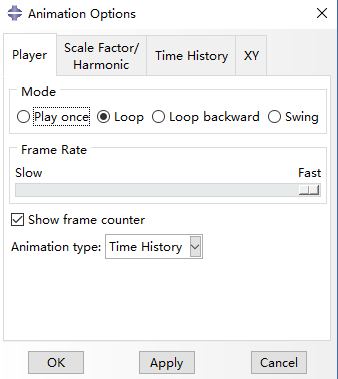 Animation Options
Player
Scale Factor/
Harmonic
Time History
XY
Mode
Play once Loop Loop backward Swing
Frame Rate
Slow Fast
Show frame counter
Animation type: Time History
OK Apply Cancel